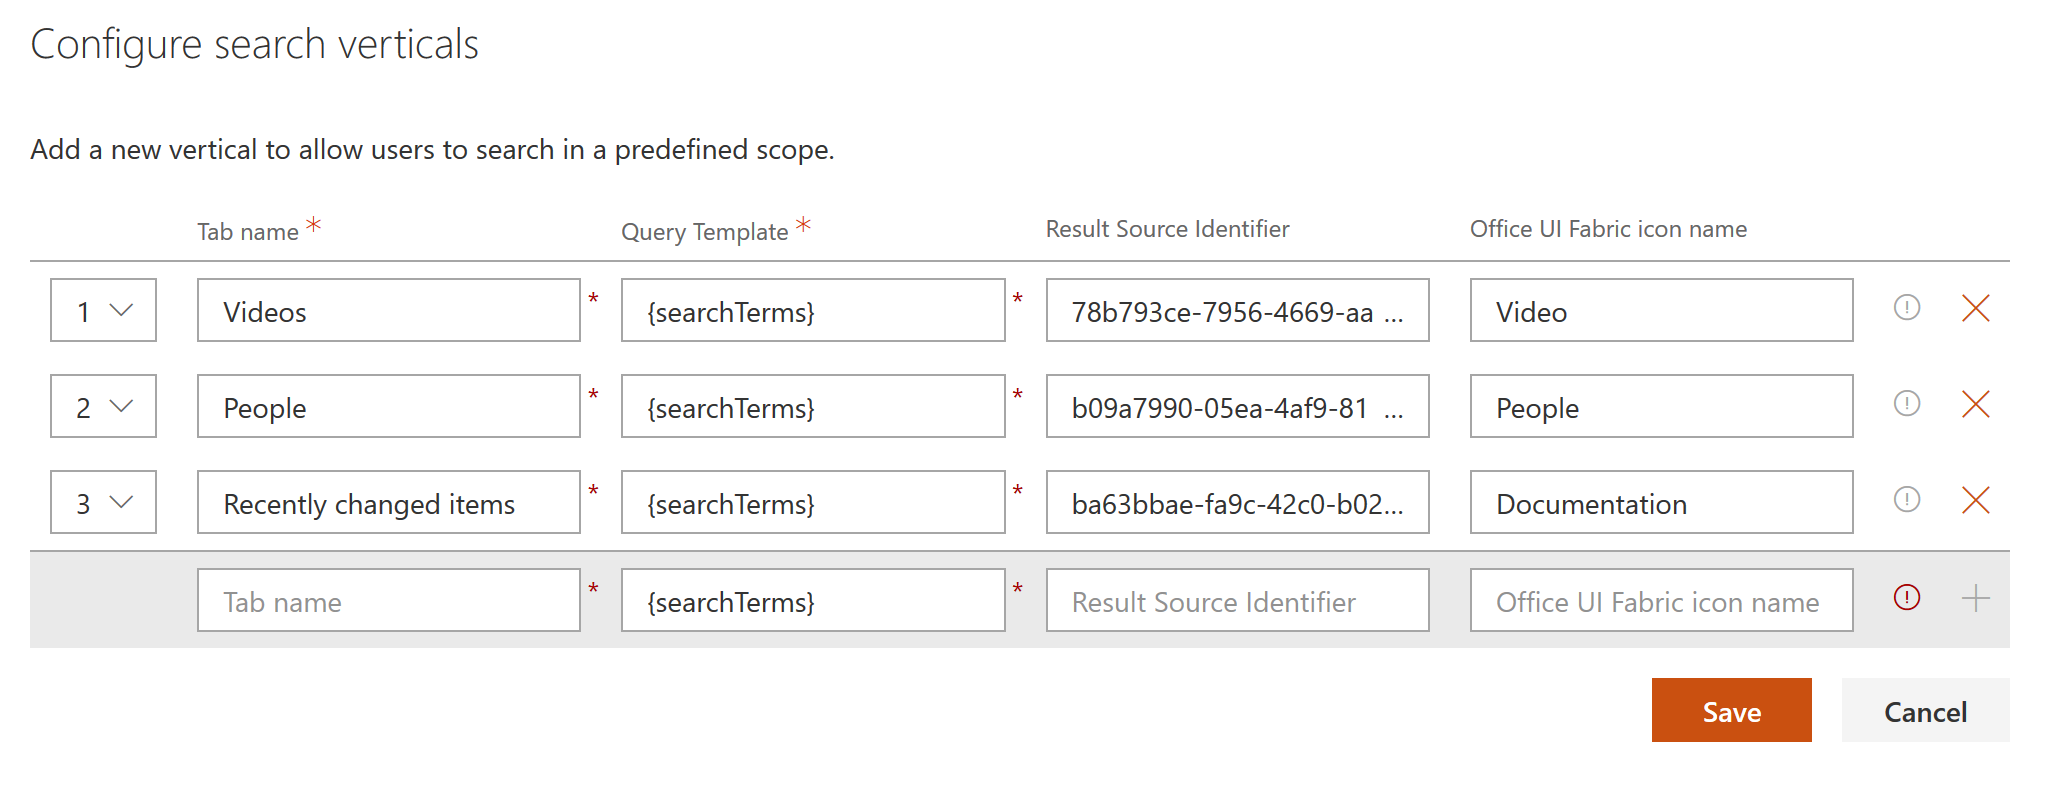 Configure search verticals
Add a new vertical to allow users to search in a predefined scope.
Tab name * Query Template * Result Source Identifier Office UI Fabric icon name
1 Videos * {searchTerms} * 78b793ce-7956-4669-aa ... Video
2 People * {searchTerms} * b09a7990-05ea-4af9-81 ... People
3 Recently changed items * {searchTerms} * ba63bbae-fa9c-42c0-b02... Documentation
Tab name * {searchTerms} * Result Source Identifier Office UI Fabric icon name
Save Cancel